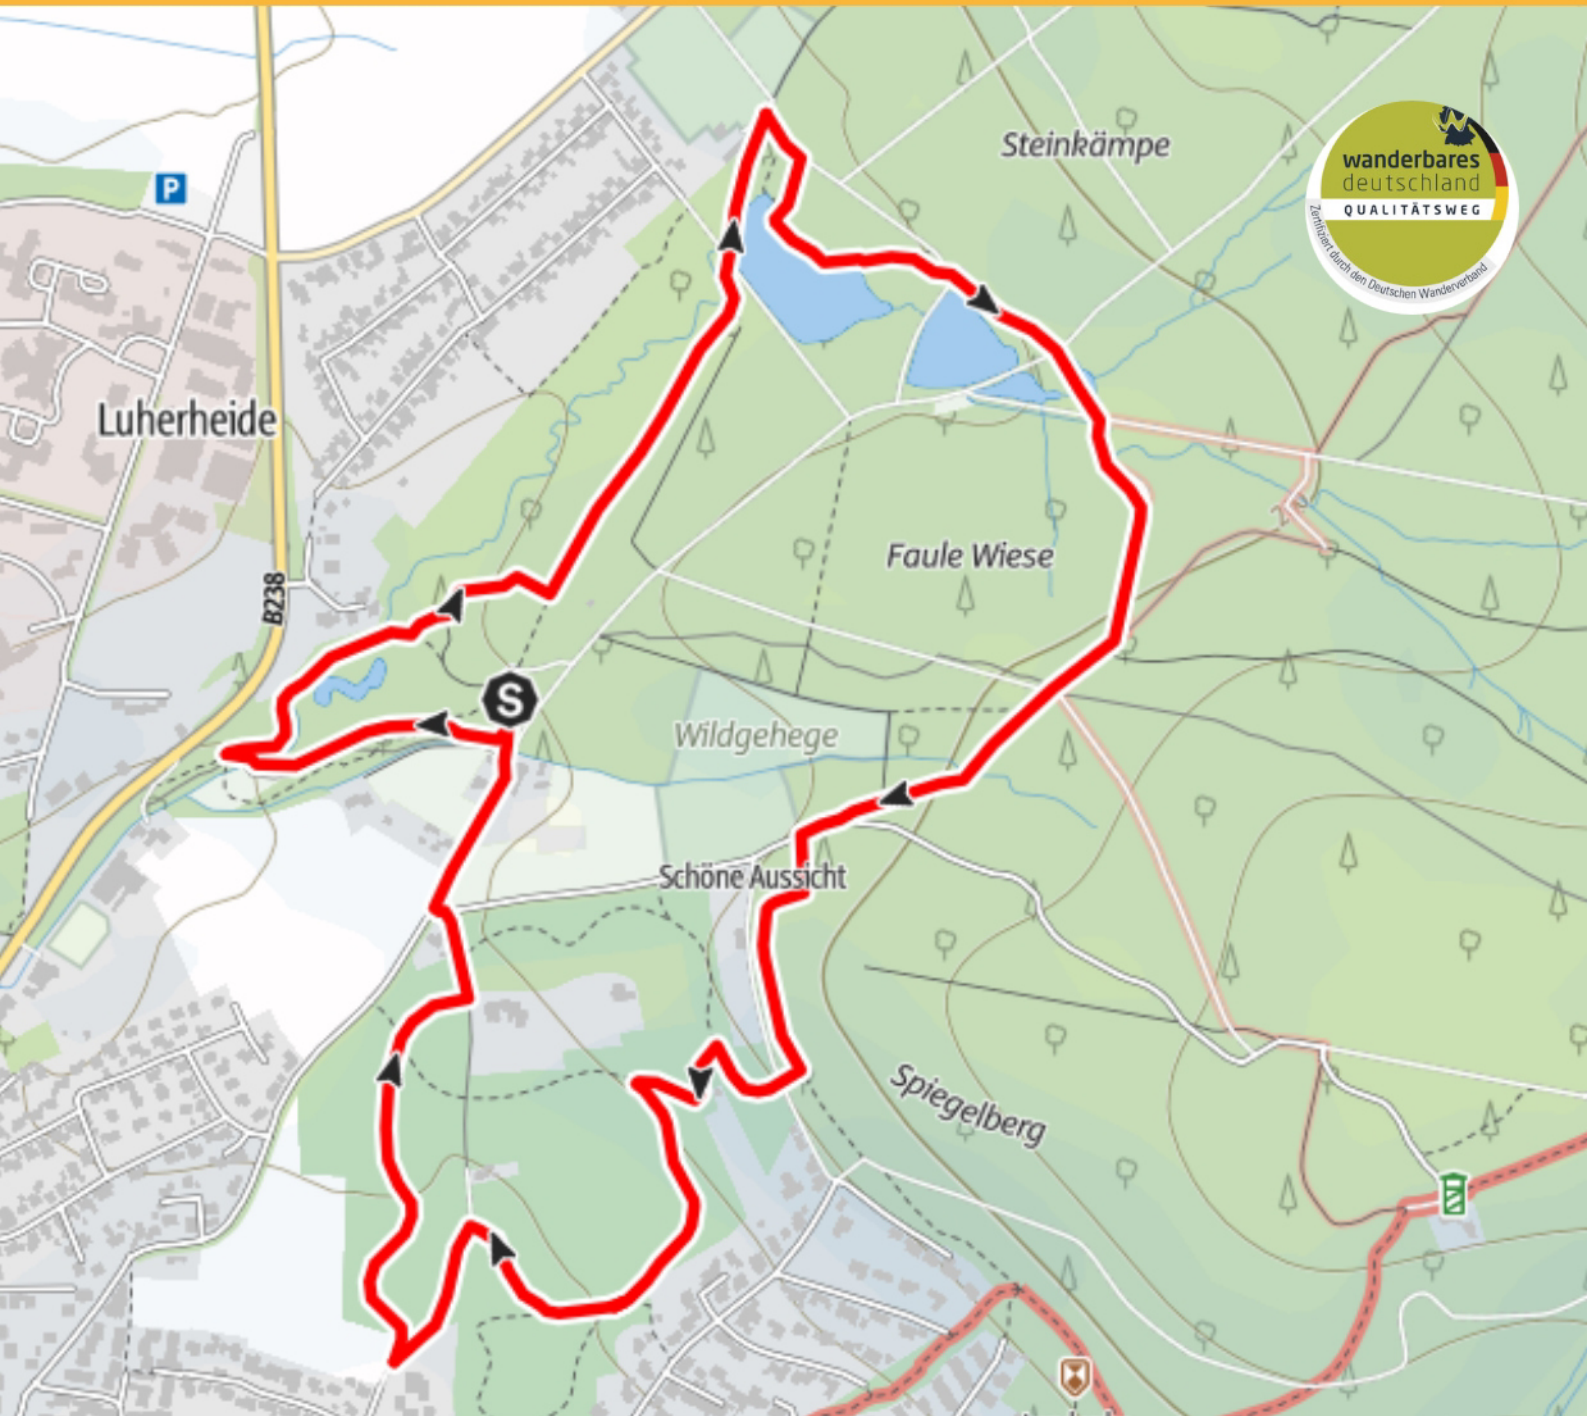 Steinkämpe
wanderbares
deutschland
QUALITÄTSWEG
Zertifiziert durch den Deutschen Wanderverband
P
Luherheide
B238
Faule Wiese
S
Wildgehege
Schöne Aussicht
Spiegelberg